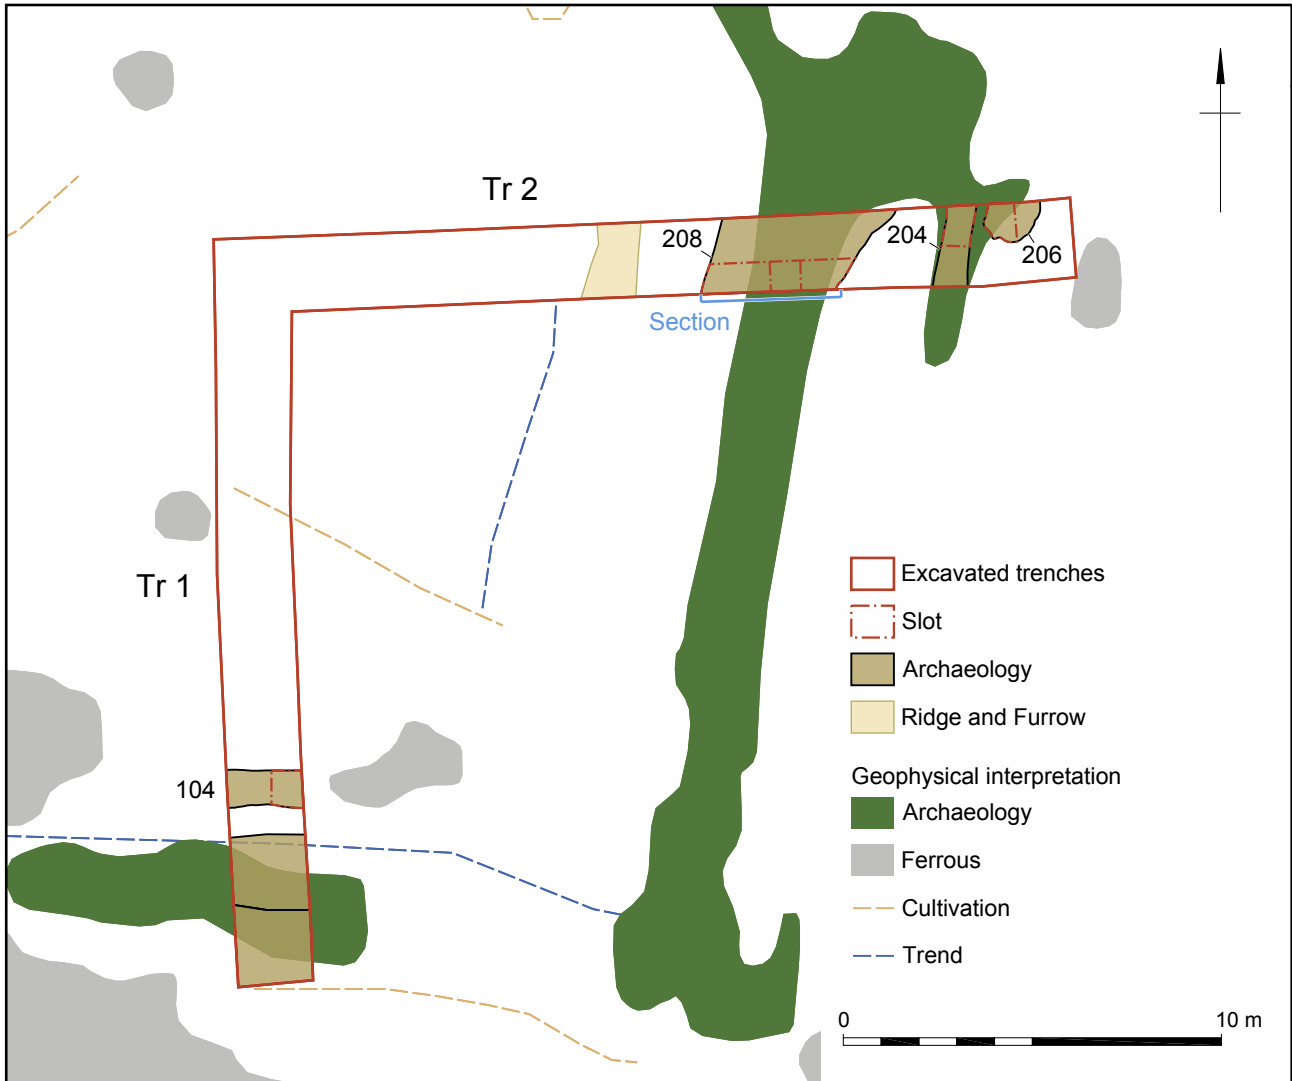 Tr 2
208
204
206
Section
Tr 1
104
Excavated trenches
Slot
Archaeology
Ridge and Furrow
Geophysical interpretation
Archaeology
Ferrous
Cultivation
Trend
0 10 m